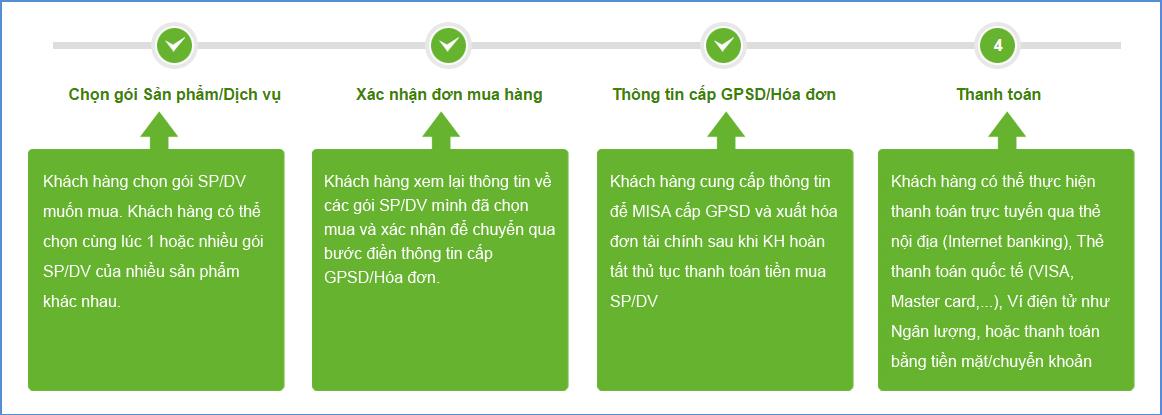 4
Chọn gói Sản phẩm/Dịch vụ
Xác nhận đơn mua hàng
Thông tin cấp GPSD/Hóa đơn
Thanh toán
Khách hàng chọn gói SP/DV
muốn mua. Khách hàng có thể
chọn cùng lúc 1 hoặc nhiều gói
SP/DV của nhiều sản phẩm
khác nhau.
Khách hàng xem lại thông tin về
các gói SP/DV mình đã chọn
mua và xác nhận để chuyển qua
bước điền thông tin cấp
GPSD/Hóa đơn.
Khách hàng cung cấp thông tin
để MISA cấp GPSD và xuất hóa
đơn tài chính sau khi KH hoàn
tất thủ tục thanh toán tiền mua
SP/DV
Khách hàng có thể thực hiện
thanh toán trực tuyến qua thẻ
nội địa (Internet banking), Thẻ
thanh toán quốc tế (VISA,
Master card,...), Ví điện tử như
Ngân lượng, hoặc thanh toán
bằng tiền mặt/chuyển khoản